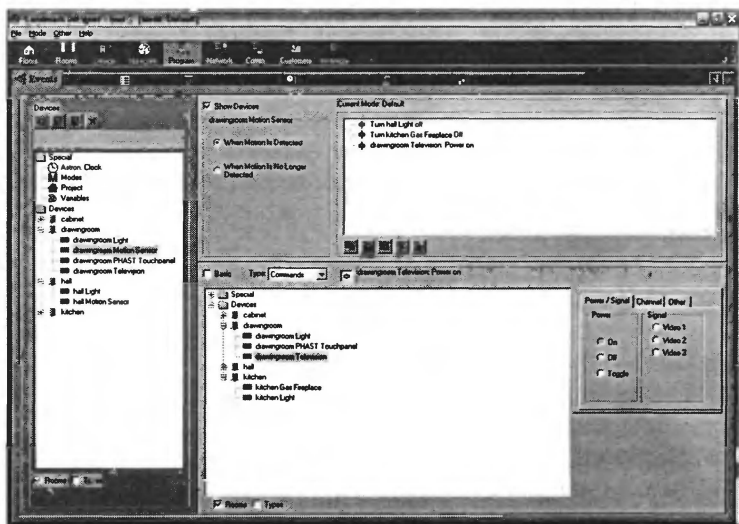 File Mode Other Help
Floors Rooms Program Network Comm Customers
Events
Devices
Special
Astron. Clock
Modes
Project
Variables
Devices
cabinet
drawingroom
drawingroom Light
drawingroom Motion Sensor
drawingroom PHAST Touchpanel
drawingroom Television
hall
hall Light
hall Motion Sensor
kitchen
Rooms
Show Devices
drawingroom Motion Sensor
When Motion Is Detected
When Motion Is No Longer
Detected
Current Mode: Default
Turn hall Light off
Turn kitchen Gas Fireplace Off
drawingroom Television: Power on
Basic Type: Commands drawingroom Television: Power on
Special
Devices
cabinet
drawingroom
drawingroom Light
drawingroom PHAST Touchpanel
drawingroom Television
hall
kitchen
kitchen Gas Fireplace
kitchen Light
Rooms Types
Power / Signal Channel Other
Power Signal
On
Off
Toggle
Video 1
Video 2
Video 3